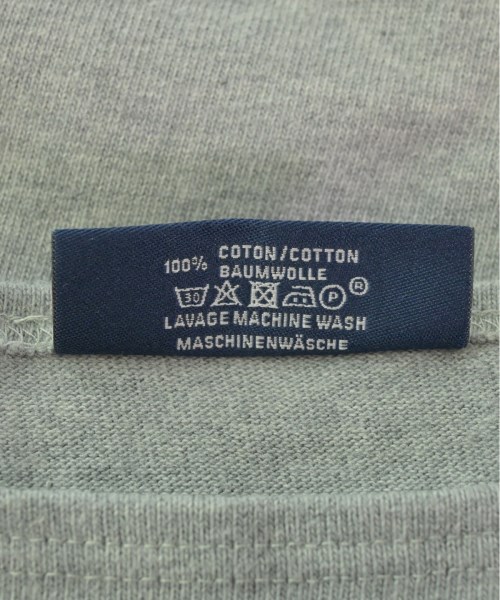 100% COTON/COTTON
BAUMWOLLE
30 P ®
LAVAGE MACHINE WASH
MASCHINENWÄSCHE